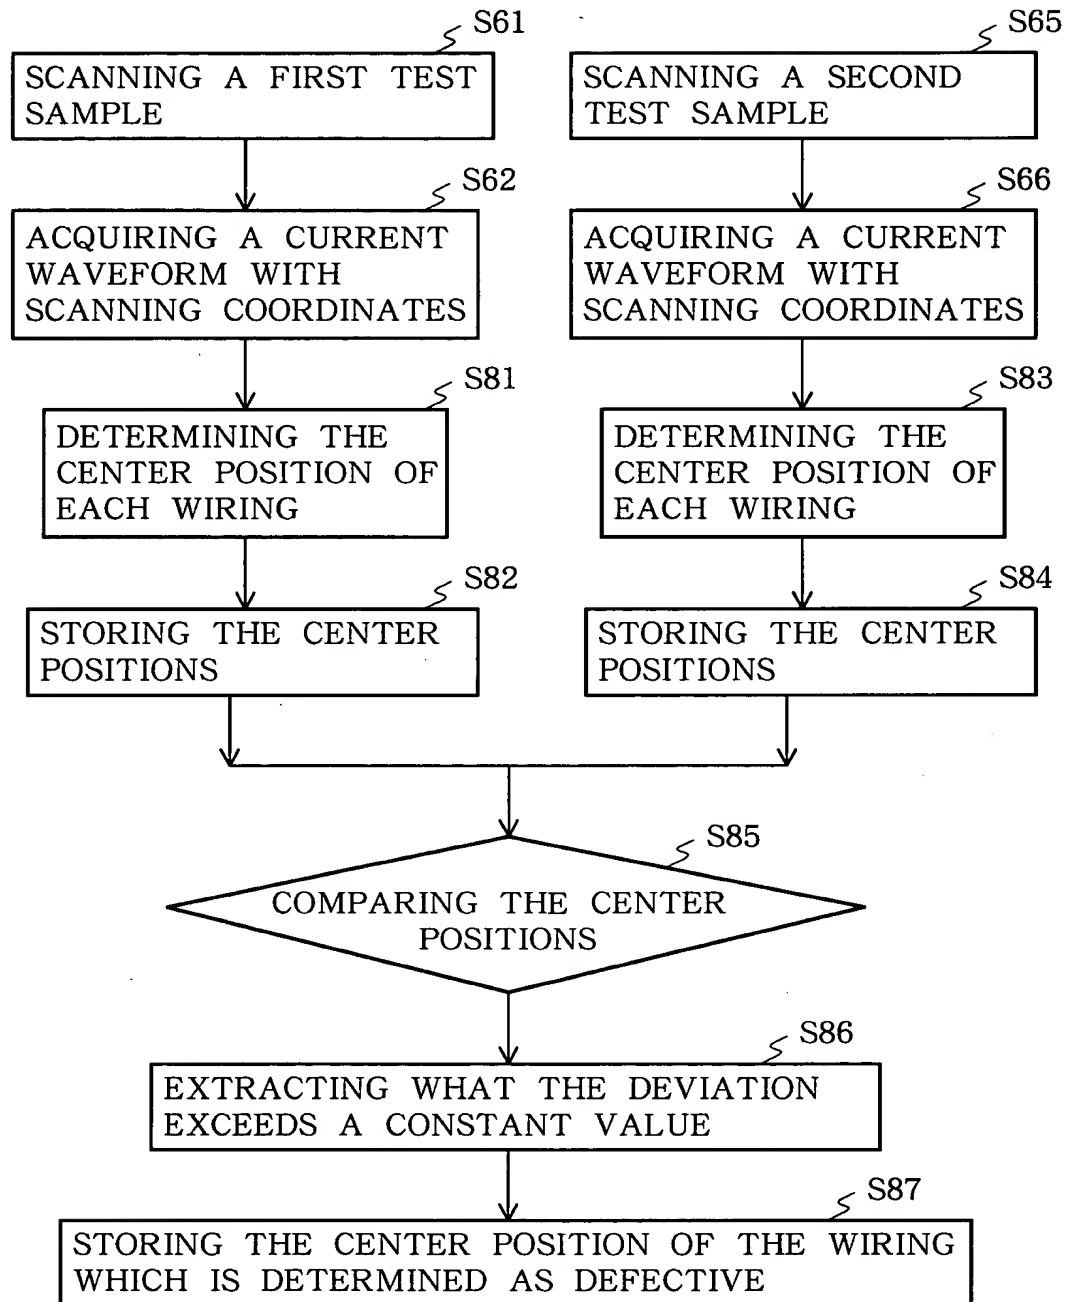 S61
SCANNING A FIRST TEST
SAMPLE
S65
SCANNING A SECOND
TEST SAMPLE
S62
ACQUIRING A CURRENT
WAVEFORM WITH
SCANNING COORDINATES
S66
ACQUIRING A CURRENT
WAVEFORM WITH
SCANNING COORDINATES
S81
DETERMINING THE
CENTER POSITION OF
EACH WIRING
S83
DETERMINING THE
CENTER POSITION OF
EACH WIRING
S82
STORING THE CENTER
POSITIONS
S84
STORING THE CENTER
POSITIONS
S85
COMPARING THE CENTER
POSITIONS
S86
EXTRACTING WHAT THE DEVIATION
EXCEEDS A CONSTANT VALUE
S87
STORING THE CENTER POSITION OF THE WIRING
WHICH IS DETERMINED AS DEFECTIVE